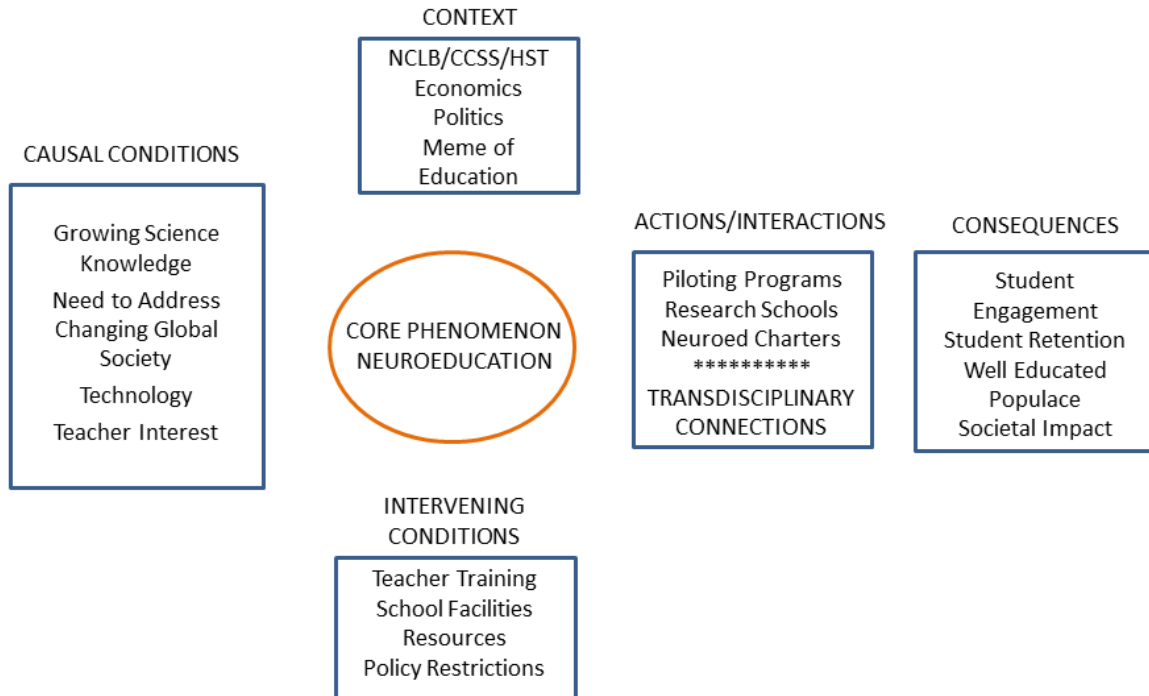 CONTEXT
NCLB/CCSS/HST
Economics
Politics
Meme of
Education
CAUSAL CONDITIONS
Growing Science
Knowledge
Need to Address
Changing Global
Society
Technology
Teacher Interest
CORE PHENOMENON
NEUROEDUCATION
ACTIONS/INTERACTIONS
Piloting Programs
Research Schools
Neuroed Charters
**********
TRANSDISCIPLINARY
CONNECTIONS
CONSEQUENCES
Student
Engagement
Student Retention
Well Educated
Populace
Societal Impact
INTERVENING
CONDITIONS
Teacher Training
School Facilities
Resources
Policy Restrictions